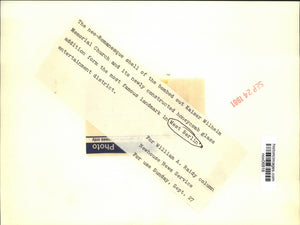 The neo-Romanesque shell of the bombed out Kaiser Wilhelm
Memorial Church and its newly constructed honeycomb glass
addition form the most famous landmark in West Berlin
entertainment district.
For William A. Raidy column
Newhouse News Service
For use Sunday, Sept. 27
Photo
SEP 24 1981